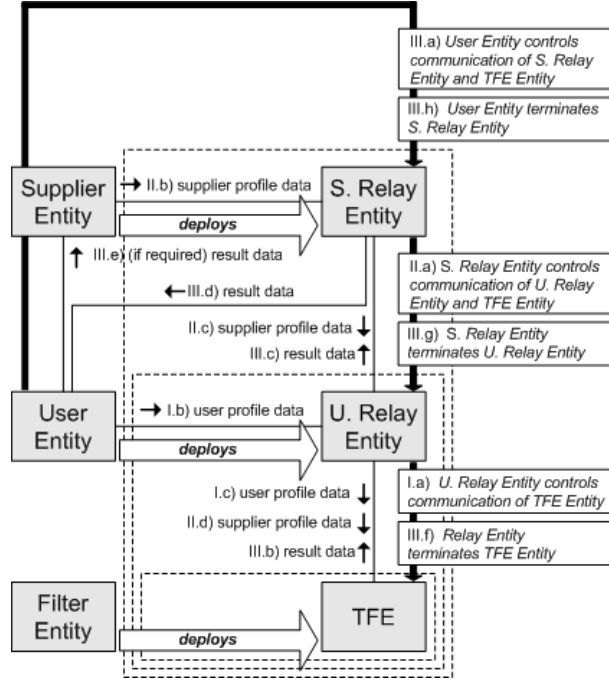 III.a) User Entity controls
communication of S. Relay
Entity and TFE Entity
III.h) User Entity terminates
S. Relay Entity
Supplier
Entity
II.b) supplier profile data
deploys
S. Relay
Entity
III.e) (if required) result data
III.d) result data
II.a) S. Relay Entity controls
communication of U. Relay
Entity and TFE Entity
II.c) supplier profile data
III.c) result data
III.g) S. Relay Entity
terminates U. Relay Entity
User
Entity
I.b) user profile data
deploys
U. Relay
Entity
I.c) user profile data
II.d) supplier profile data
III.b) result data
I.a) U. Relay Entity controls
communication of TFE Entity
III.f) Relay Entity
terminates TFE Entity
Filter
Entity
deploys
TFE